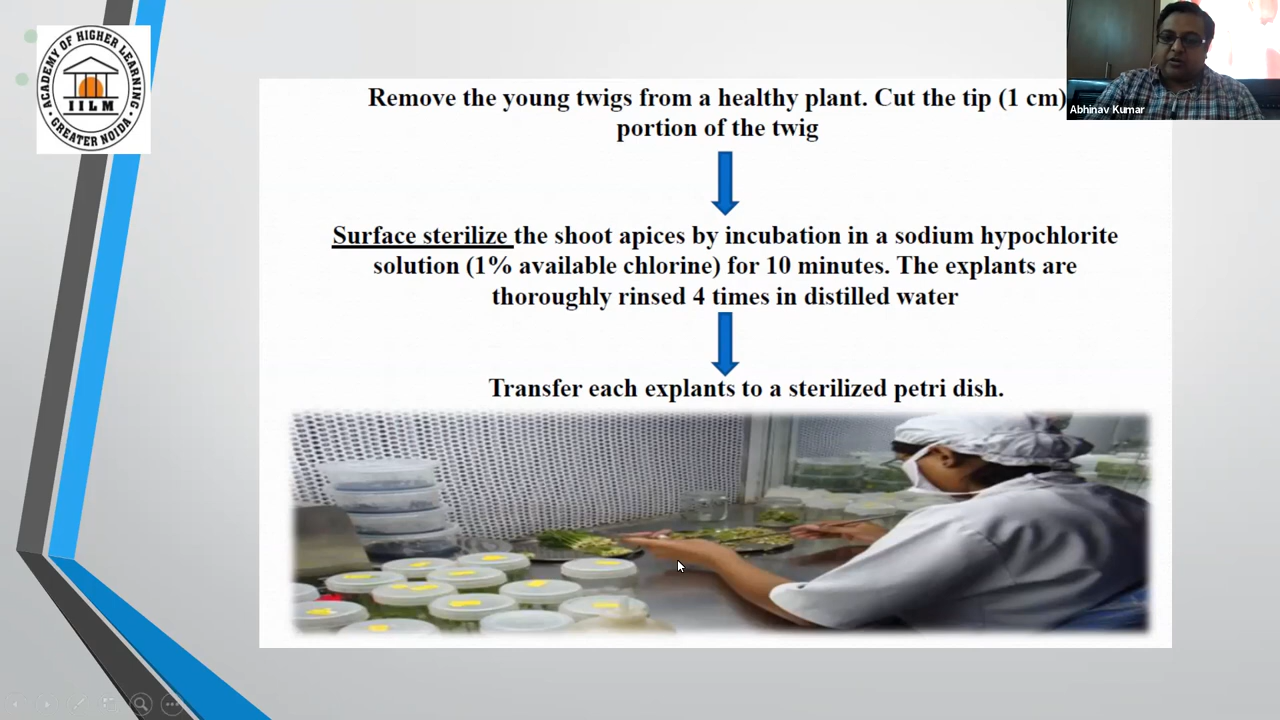 ACADEMY OF HIGHER LEARNING
IILM
GREATER NOIDA
Abhinav Kumar
Remove the young twigs from a healthy plant. Cut the tip (1 cm)
portion of the twig
Surface sterilize the shoot apices by incubation in a sodium hypochlorite
solution (1% available chlorine) for 10 minutes. The explants are
thoroughly rinsed 4 times in distilled water
Transfer each explants to a sterilized petri dish.